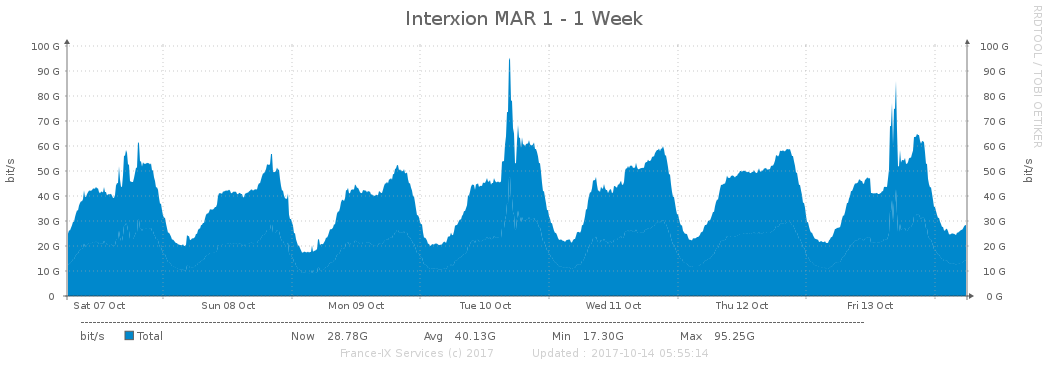 Interxion MAR 1 - 1 Week
RRDTOOL / TOBI OETIKER
100 G 100 G
90 G 90 G
80 G 80 G
70 G 70 G
60 G 60 G
50 G 50 G
40 G 40 G
30 G 30 G
20 G 20 G
10 G 10 G
0 0 G
bit/s bit/s
Sat 07 Oct Sun 08 Oct Mon 09 Oct Tue 10 Oct Wed 11 Oct Thu 12 Oct Fri 13 Oct
bit/s Total Now 28.78G Avg 40.13G Min 17.30G Max 95.25G
France-IX Services (c) 2017 Updated : 2017-10-14 05:55:14